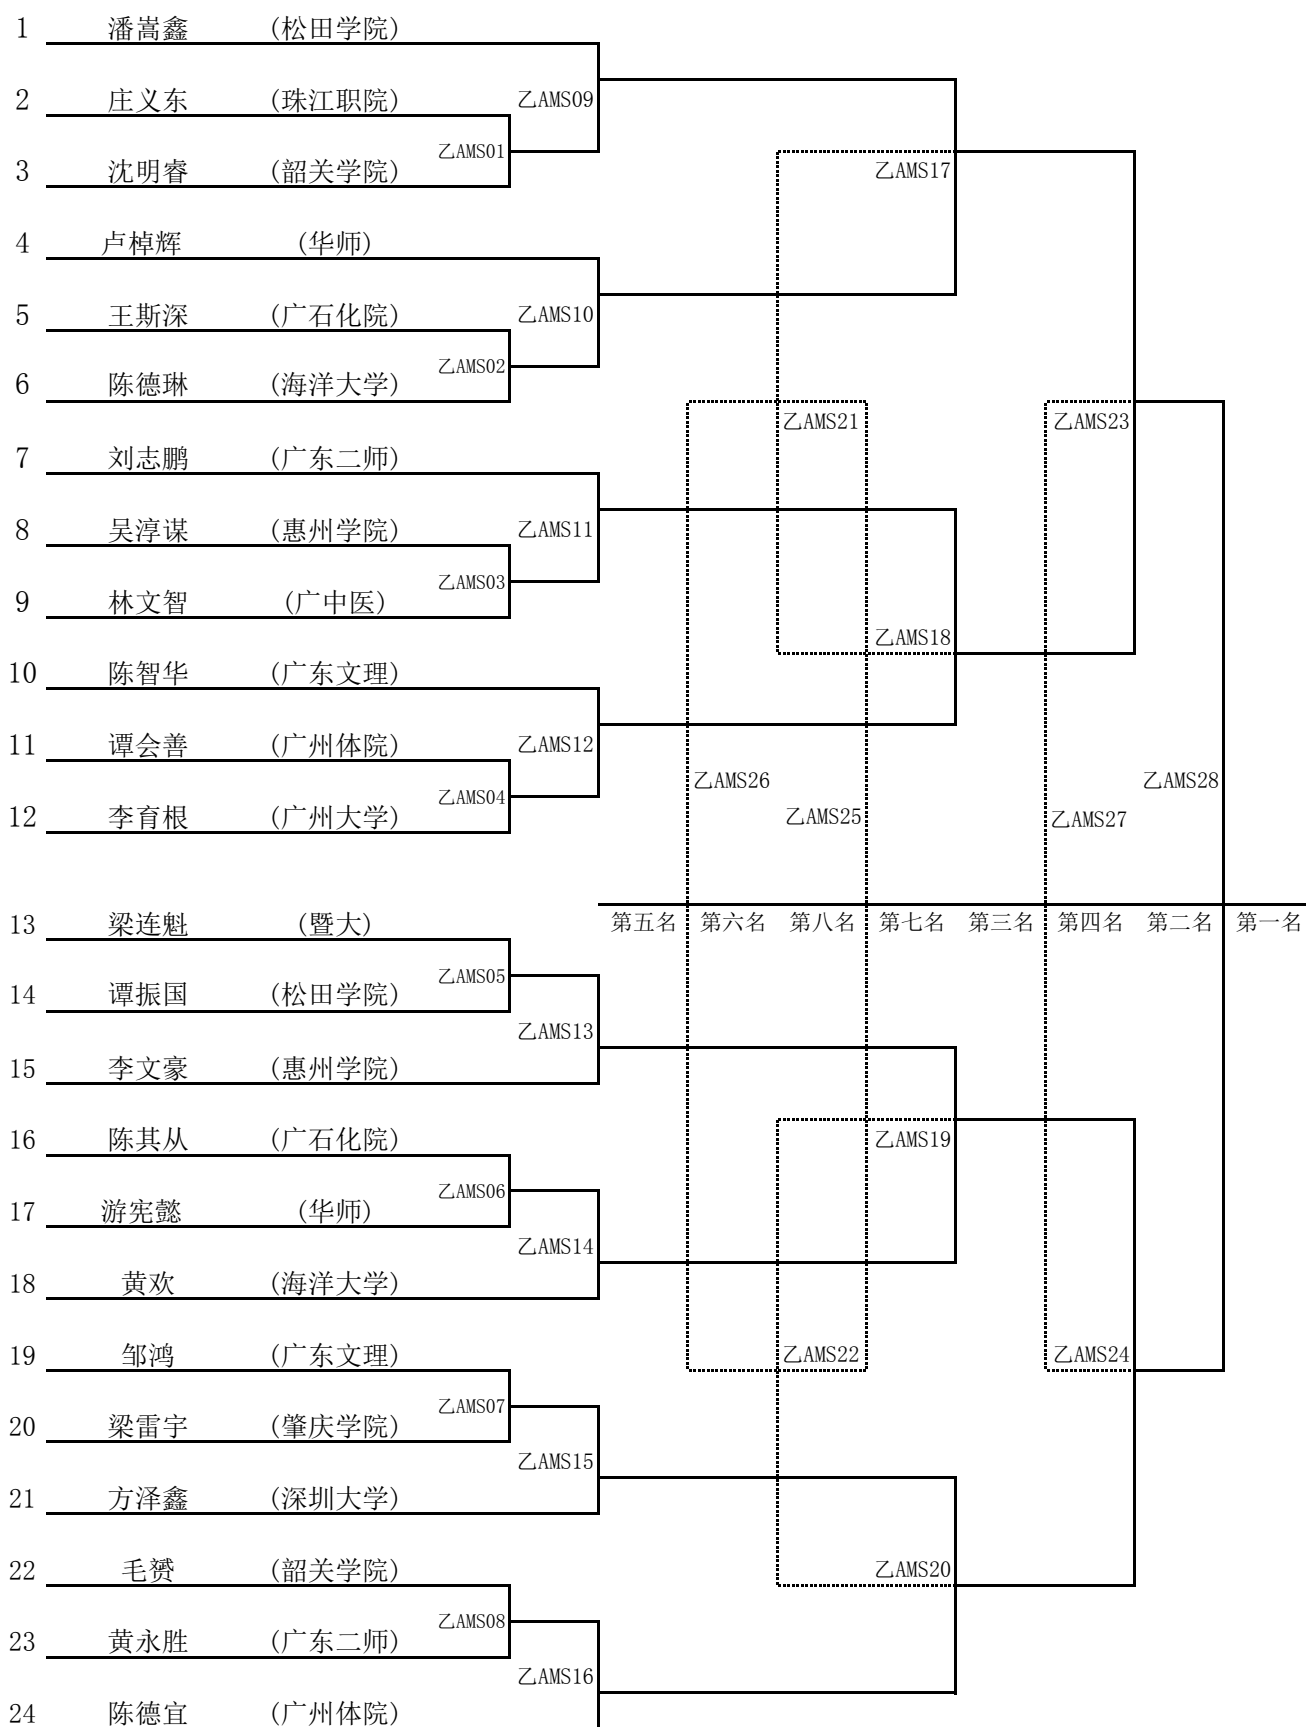 1 潘嵩鑫 (松田学院)
2 庄义东 (珠江职院) 乙AMS09
乙AMS01
3 沈明睿 (韶关学院) 乙AMS17
4 卢棹辉 (华师)
5 王斯深 (广石化院) 乙AMS10
乙AMS02
6 陈德琳 (海洋大学)
乙AMS21 乙AMS23
7 刘志鹏 (广东二师)
8 吴淳谋 (惠州学院) 乙AMS11
乙AMS03
9 林文智 (广中医)
乙AMS18
10 陈智华 (广东文理)
11 谭会善 (广州体院) 乙AMS12
乙AMS26 乙AMS28
乙AMS04
12 李育根 (广州大学) 乙AMS25 乙AMS27
13 梁连魁 (暨大) 第五名 第六名 第八名 第七名 第三名 第四名 第二名 第一名
乙AMS05
14 谭振国 (松田学院)
乙AMS13
15 李文豪 (惠州学院)
16 陈其从 (广石化院) 乙AMS19
乙AMS06
17 游宪懿 (华师)
乙AMS14
18 黄欢 (海洋大学)
19 邹鸿 (广东文理) 乙AMS22 乙AMS24
乙AMS07
20 梁雷宇 (肇庆学院)
乙AMS15
21 方泽鑫 (深圳大学)
22 毛赟 (韶关学院) 乙AMS20
乙AMS08
23 黄永胜 (广东二师)
乙AMS16
24 陈德宜 (广州体院)